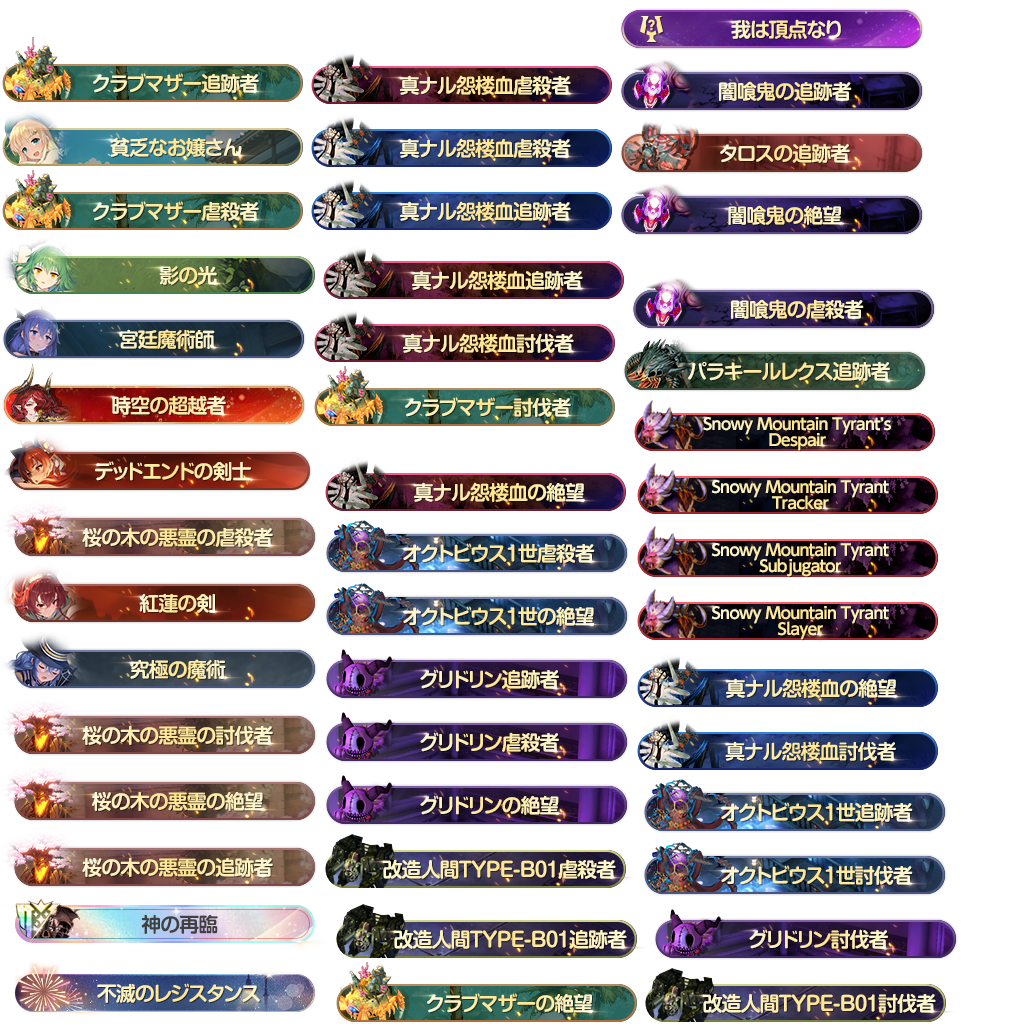 クラブマザー追跡者
貧乏なお嬢さん
クラブマザー虐殺者
影の光
宮廷魔術師
時空の超越者
デッドエンドの剣士
桜の木の悪霊の虐殺者
紅蓮の剣
究極の魔術
桜の木の悪霊の討伐者
桜の木の悪霊の絶望
桜の木の悪霊の追跡者
神の再臨
不滅のレジスタンス
真ナル怨楼血虐殺者
真ナル怨楼血虐殺者
真ナル怨楼血追跡者
真ナル怨楼血追跡者
真ナル怨楼血討伐者
クラブマザー討伐者
真ナル怨楼血の絶望
オクトビウス1世虐殺者
オクトビウス1世の絶望
グリドリン追跡者
グリドリン虐殺者
グリドリンの絶望
改造人間TYPE-B01虐殺者
改造人間TYPE-B01追跡者
クラブマザーの絶望
我は頂点なり
闇喰鬼の追跡者
タロスの追跡者
闇喰鬼の絶望
闇喰鬼の虐殺者
パラキールレクス追跡者
Snowy Mountain Tyrant's
Despair
Snowy Mountain Tyrant
Tracker
Snowy Mountain Tyrant
Subjugator
Snowy Mountain Tyrant
Slayer
真ナル怨楼血の絶望
真ナル怨楼血討伐者
オクトビウス1世追跡者
オクトビウス1世討伐者
グリドリン討伐者
改造人間TYPE-B01討伐者